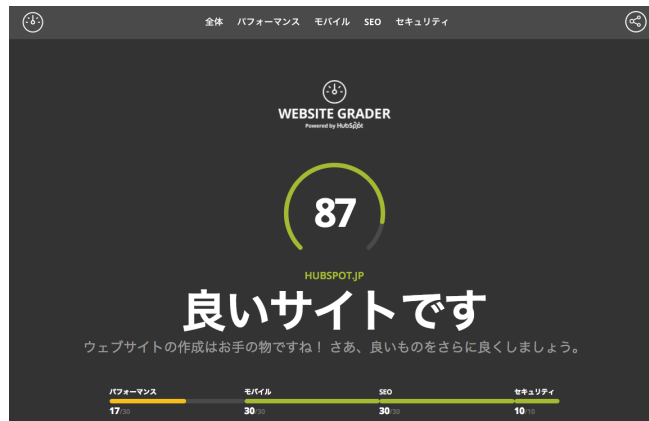 全体 パフォーマンス モバイル SEO セキュリティ
WEBSITE GRADER
Powered by HubSpot
87
HUBSPOT.JP
良いサイトです
ウェブサイトの作成はお手の物ですね！ さあ、良いものをさらに良くしましょう。
パフォーマンス モバイル SEO セキュリティ
17/30 30/30 30/30 10/10